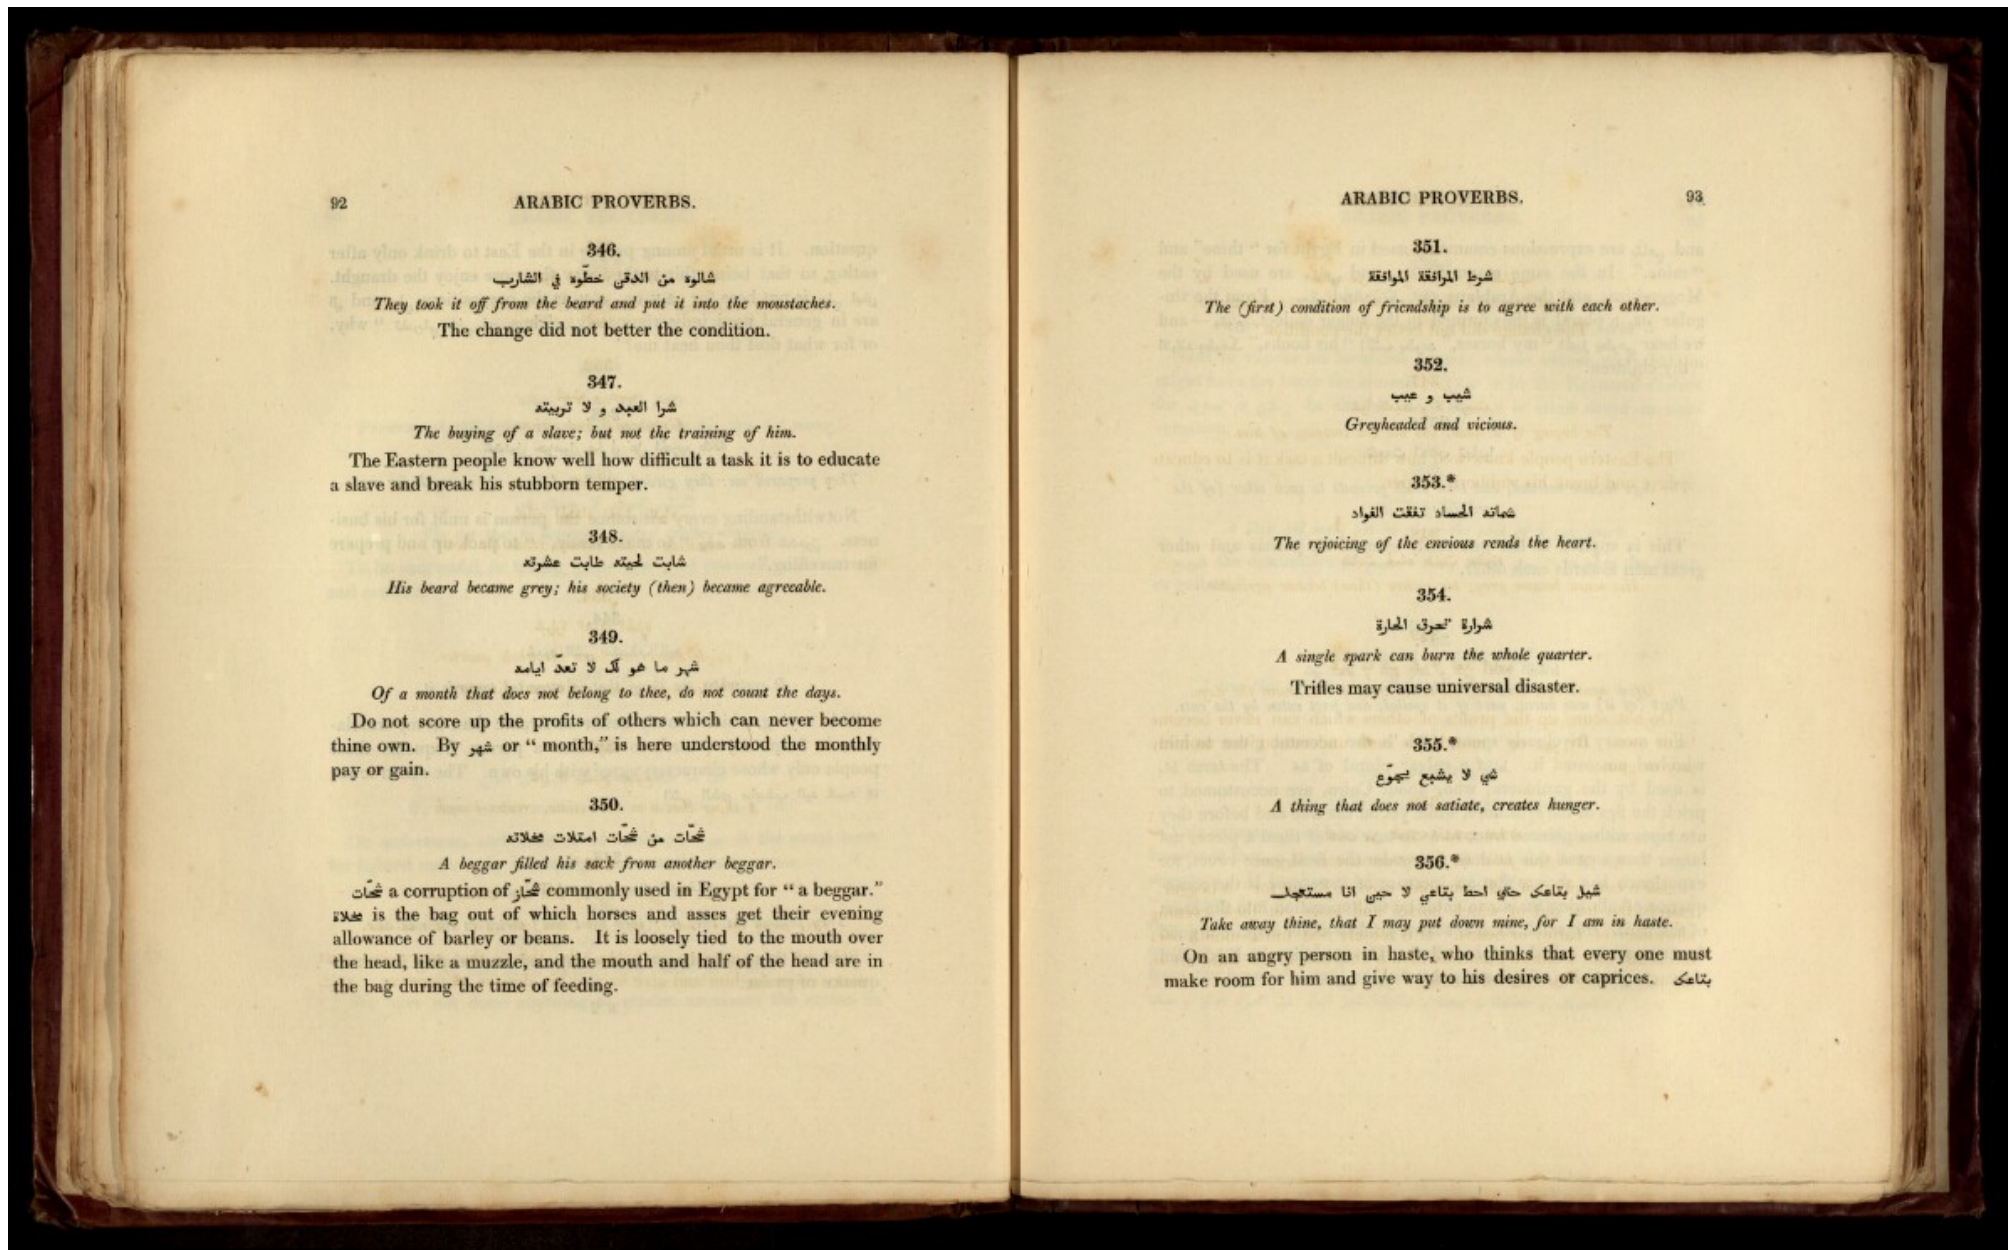 92
ARABIC PROVERBS.
346.
شالوه من الدقن خطّوه في الشارب
They took it off from the beard and put it into the moustaches.
The change did not better the condition.
347.
شرا العبد و لا تربيته
The buying of a slave; but not the training of him.
The Eastern people know well how difficult a task it is to educate
a slave and break his stubborn temper.
348.
شابت لحيته طابت عشرته
His beard became grey; his society (then) became agreeable.
349.
شهر ما هو لك لا تعدّ ايامه
Of a month that does not belong to thee, do not count the days.
Do not score up the profits of others which can never become
thine own. By شهر or “ month,” is here understood the monthly
pay or gain.
350.
شحّات من شحّات امتلات مخلاته
A beggar filled his sack from another beggar.
شحّات a corruption of شحّاز commonly used in Egypt for “ a beggar.”
مخلاة is the bag out of which horses and asses get their evening
allowance of barley or beans. It is loosely tied to the mouth over
the head, like a muzzle, and the mouth and half of the head are in
the bag during the time of feeding.
ARABIC PROVERBS.
93
351.
شرط المرافقة الموافقة
The (first) condition of friendship is to agree with each other.
352.
شيب و عيب
Greyheaded and vicious.
353.*
شماته الحساد تفقت الفواد
The rejoicing of the envious rends the heart.
354.
شرارة تحرق الحارة
A single spark can burn the whole quarter.
Trifles may cause universal disaster.
355.*
شي لا يشبع يجوّع
A thing that does not satiate, creates hunger.
356.*
شيل بتاعك حتي احط بتاعي لا حين انا مستعجل
Take away thine, that I may put down mine, for I am in haste.
On an angry person in haste, who thinks that every one must
make room for him and give way to his desires or caprices. بتاعك